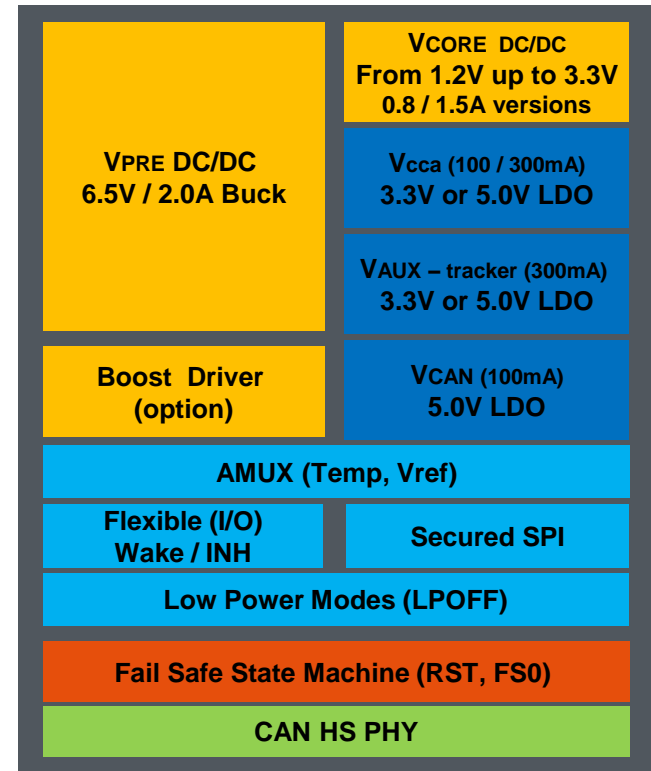 VPRE DC/DC
6.5V / 2.0A Buck
VCORE DC/DC
From 1.2V up to 3.3V
0.8 / 1.5A versions
Vcca (100 / 300mA)
3.3V or 5.0V LDO
VAUX – tracker (300mA)
3.3V or 5.0V LDO
Boost Driver
(option)
VCAN (100mA)
5.0V LDO
AMUX (Temp, Vref)
Flexible (I/O)
Wake / INH
Secured SPI
Low Power Modes (LPOFF)
Fail Safe State Machine (RST, FS0)
CAN HS PHY